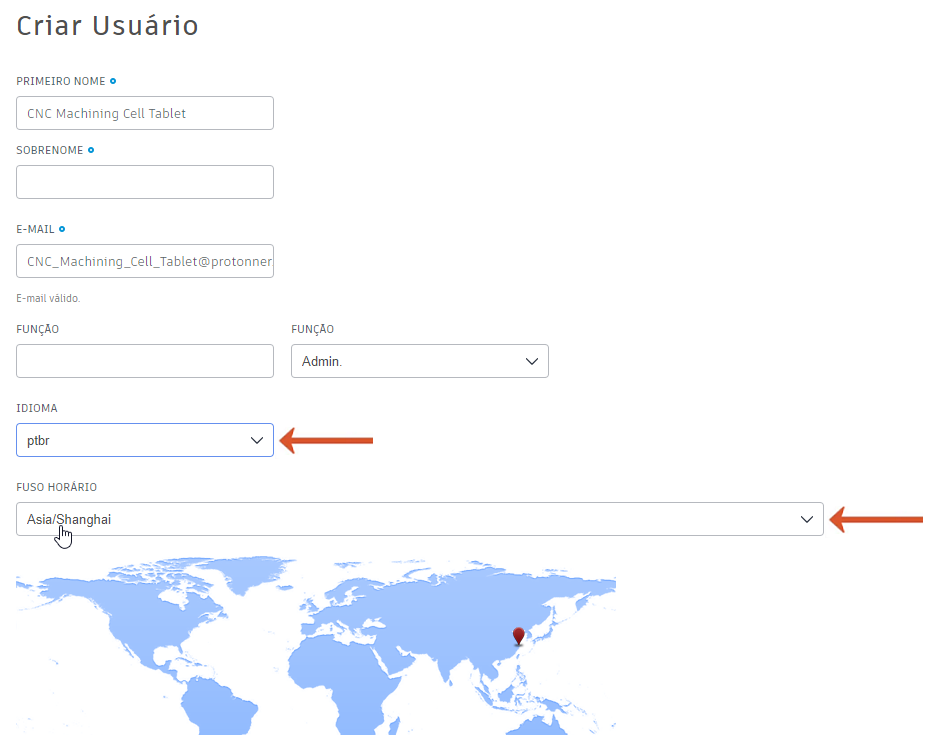 Criar Usuário
PRIMEIRO NOME
CNC Machining Cell Tablet
SOBRENOME
E-MAIL
CNC_Machining_Cell_Tablet@protonner
E-mail válido.
FUNÇÃO FUNÇÃO
Admin.
IDIOMA
ptbr
FUSO HORÁRIO
Asia/Shanghai